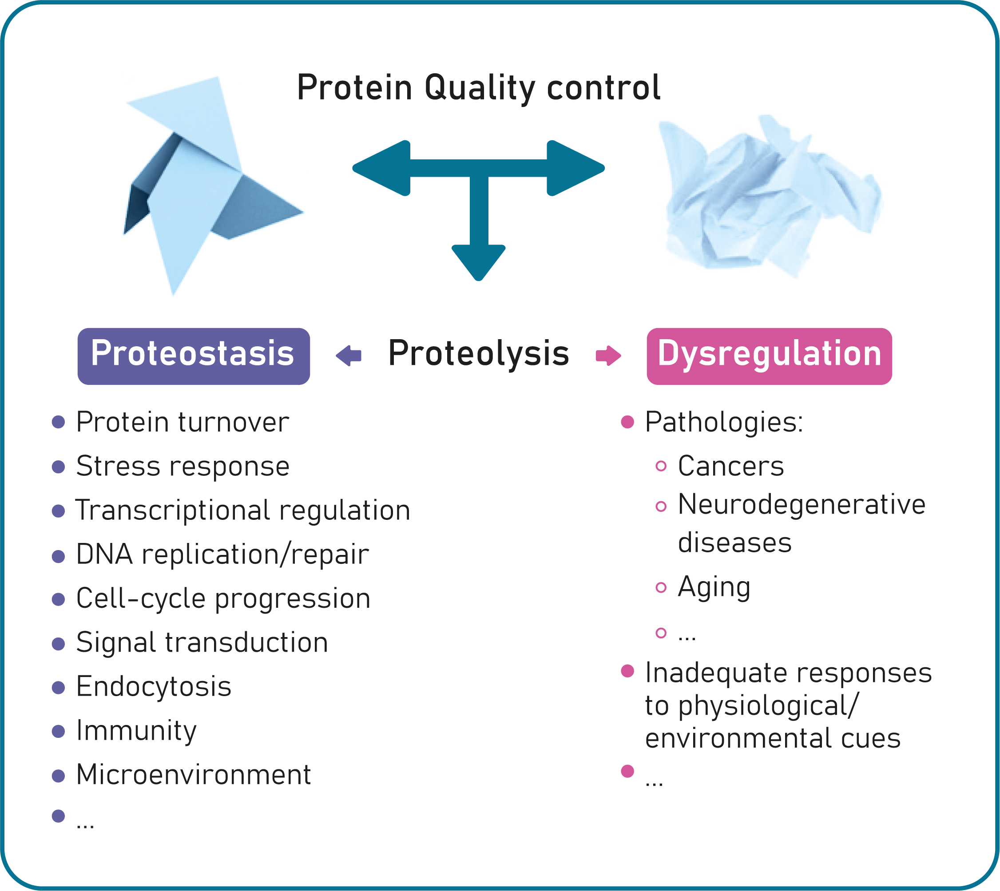 Protein Quality control
Proteostasis
Proteolysis
Dysregulation
Protein turnover
Stress response
Transcriptional regulation
DNA replication/repair
Cell-cycle progression
Signal transduction
Endocytosis
Immunity
Microenvironment
...
Pathologies:
Cancers
Neurodegenerative
diseases
Aging
...
Inadequate responses
to physiological/
environmental cues
...